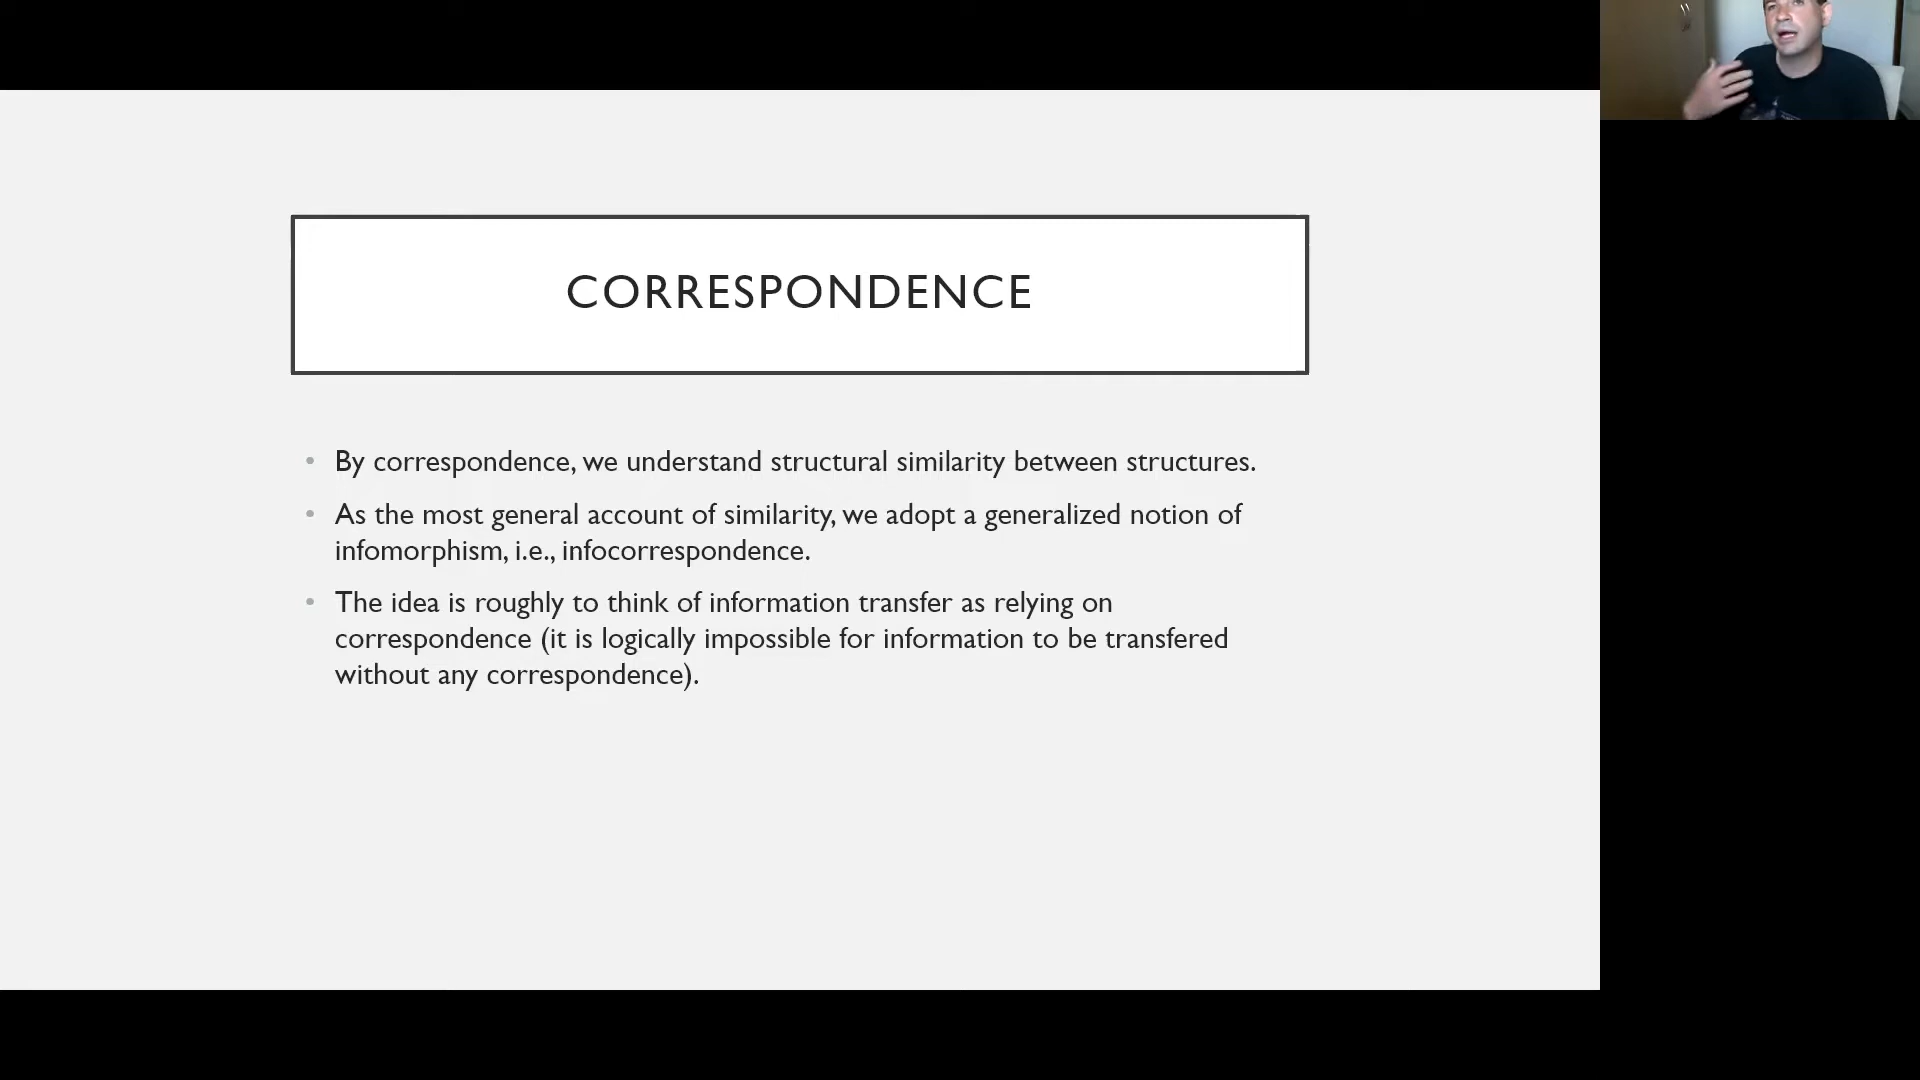 CORRESPONDENCE
• By correspondence, we understand structural similarity between structures.
• As the most general account of similarity, we adopt a generalized notion of
infomorphism, i.e., infocorrespondence.
• The idea is roughly to think of information transfer as relying on
correspondence (it is logically impossible for information to be transfered
without any correspondence).